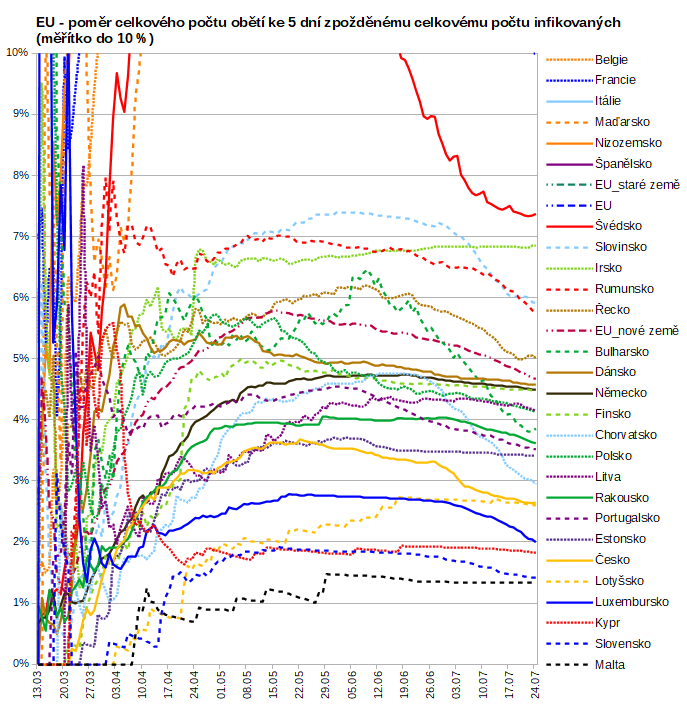 EU - poměr celkového počtu obětí ke 5 dní zpožděnému celkovému počtu infikovaných
(měřítko do 10 %)
10%
9%
8%
7%
6%
5%
4%
3%
2%
1%
0%
13.03
20.03
27.03
03.04
10.04
17.04
24.04
01.05
08.05
15.05
22.05
29.05
05.06
12.06
19.06
26.06
03.07
10.07
17.07
24.07
Belgie
Francie
Itálie
Maďarsko
Nizozemsko
Španělsko
EU_staré země
EU
Švédsko
Slovinsko
Irsko
Rumunsko
Řecko
EU_nové země
Bulharsko
Dánsko
Německo
Finsko
Chorvatsko
Polsko
Litva
Rakousko
Portugalsko
Estonsko
Česko
Lotyšsko
Luxembursko
Kypr
Slovensko
Malta